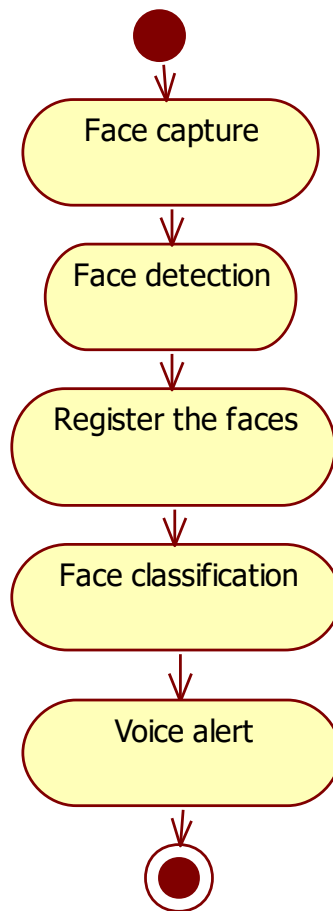 Face capture
Face detection
Register the faces
Face classification
Voice alert